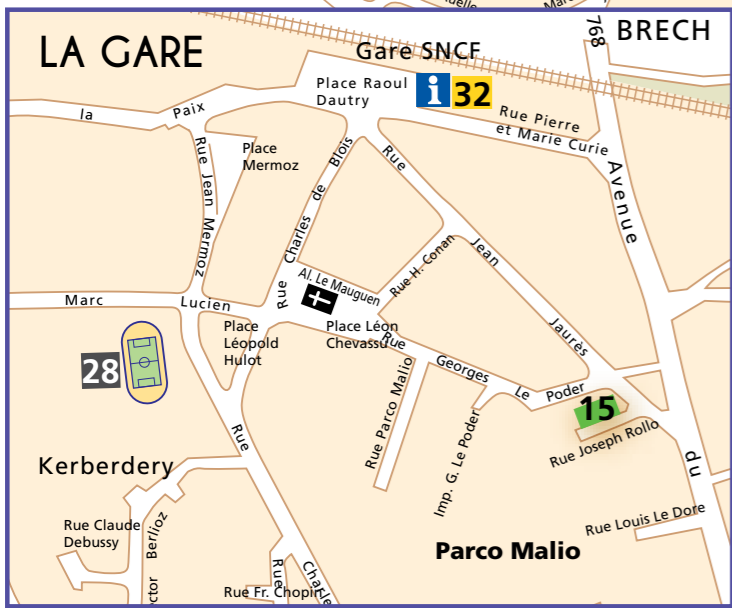 768
BRECH
LA GARE
Gare SNCF
Place Raoul
Dautry
i
32
Rue Pierre
et Marie Curie
la Paix
Place
Mermoz
Rue Jean Mermoz
Rue Charles de Blois
Rue Jean Jaurès
Avenue du
Al. Le Mauguen
Rue H. Conan
Marc Lucien
Place
Léopold
Hulot
Place Léon
Chevassu
Rue Georges Le Poder
28
15
Rue Parco Malio
Imp. G. Le Poder
Rue Joseph Rollo
Rue
Kerberdery
Rue Claude
Debussy
ctor Berlioz
Rue Louis Le Dore
Parco Malio
Rue Fr. Chopin
Rue
Charle